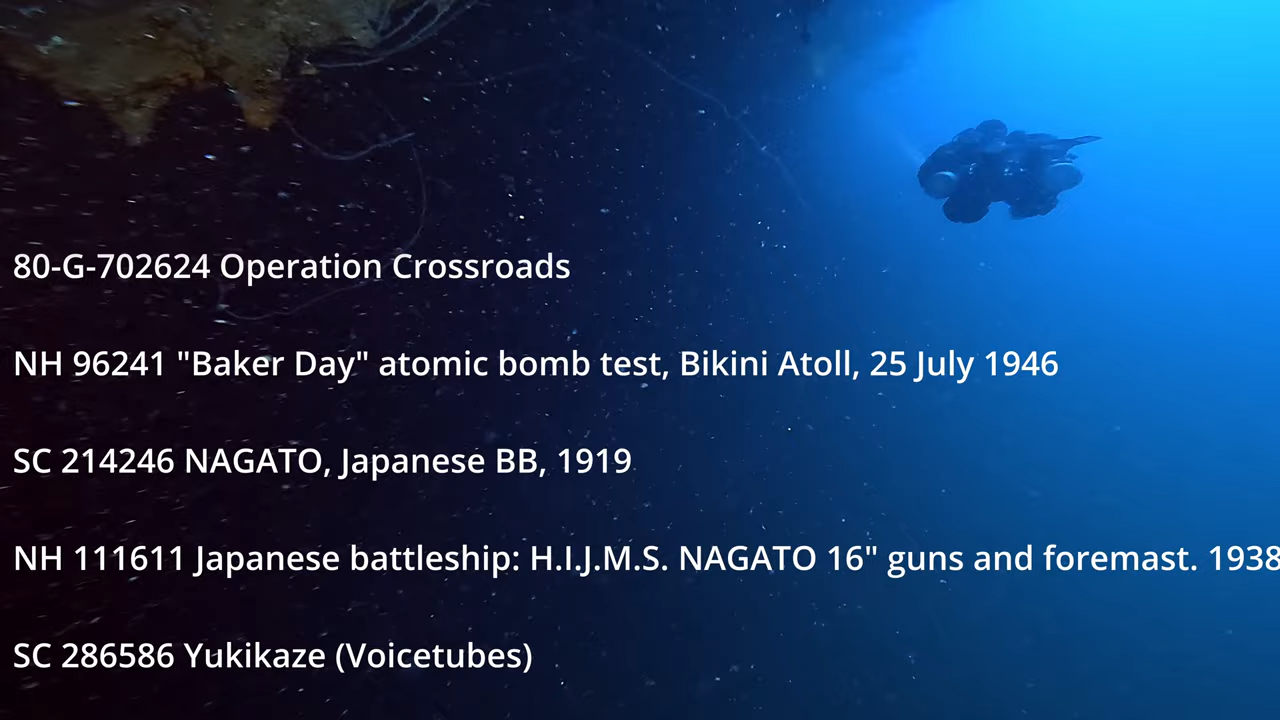 80-G-702624 Operation Crossroads
NH 96241 "Baker Day" atomic bomb test, Bikini Atoll, 25 July 1946
SC 214246 NAGATO, Japanese BB, 1919
NH 111611 Japanese battleship: H.I.J.M.S. NAGATO 16" guns and foremast. 1938
SC 286586 Yukikaze (Voicetubes)